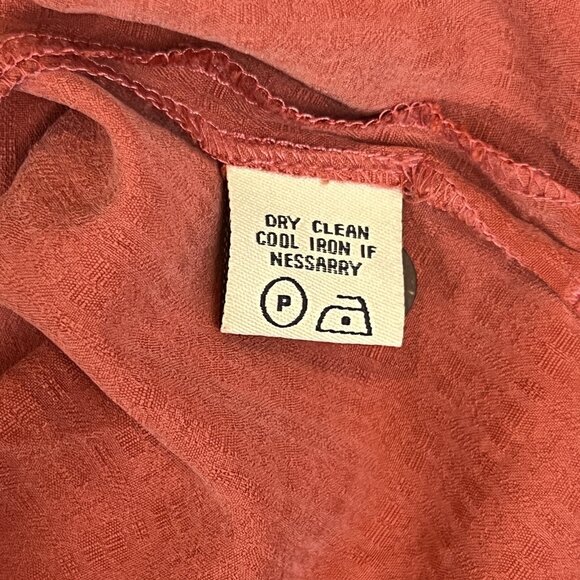 DRY CLEAN
COOL IRON IF
NESSARRY
P